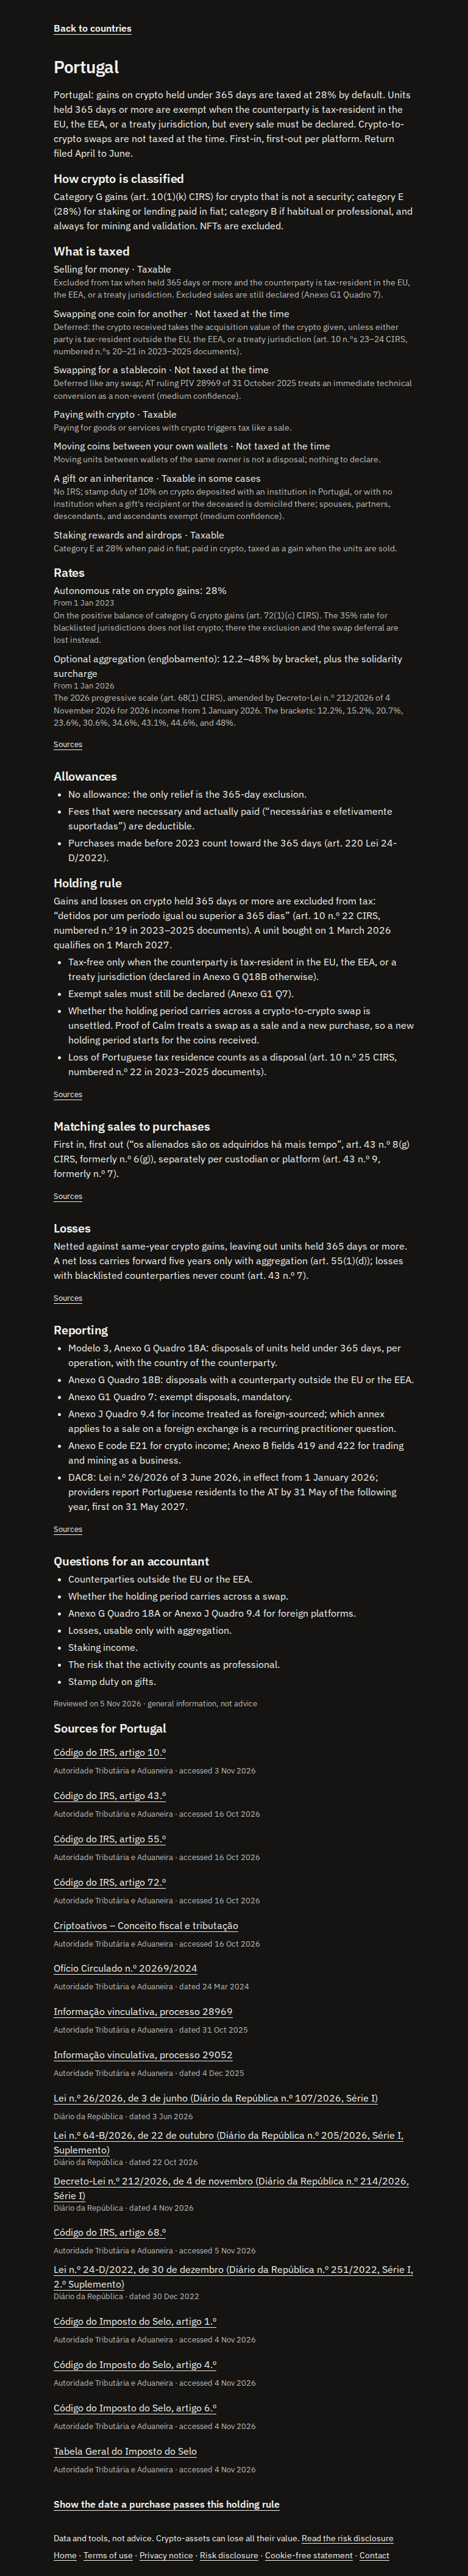 Back to countries
Portugal
Portugal: gains on crypto held under 365 days are taxed at 28% by default. Units
held 365 days or more are exempt when the counterparty is tax-resident in the
EU, the EEA, or a treaty jurisdiction, but every sale must be declared. Crypto-to-
crypto swaps are not taxed at the time. First-in, first-out per platform. Return
filed April to June.
How crypto is classified
Category G gains (art. 10(1)(k) CIRS) for crypto that is not a security; category E
(28%) for staking or lending paid in fiat; category B if habitual or professional, and
always for mining and validation. NFTs are excluded.
What is taxed
Selling for money · Taxable
Excluded from tax when held 365 days or more and the counterparty is tax-resident in the EU,
the EEA, or a treaty jurisdiction. Excluded sales are still declared (Anexo G1 Quadro 7).
Swapping one coin for another · Not taxed at the time
Deferred: the crypto received takes the acquisition value of the crypto given, unless either
party is tax-resident outside the EU, the EEA, or a treaty jurisdiction (art. 10 n.ºs 23–24 CIRS,
numbered n.ºs 20–21 in 2023–2025 documents).
Swapping for a stablecoin · Not taxed at the time
Deferred like any swap; AT ruling PIV 28969 of 31 October 2025 treats an immediate technical
conversion as a non-event (medium confidence).
Paying with crypto · Taxable
Paying for goods or services with crypto triggers tax like a sale.
Moving coins between your own wallets · Not taxed at the time
Moving units between wallets of the same owner is not a disposal; nothing to declare.
A gift or an inheritance · Taxable in some cases
No IRS; stamp duty of 10% on crypto deposited with an institution in Portugal, or with no
institution when a gift's recipient or the deceased is domiciled there; spouses, partners,
descendants, and ascendants exempt (medium confidence).
Staking rewards and airdrops · Taxable
Category E at 28% when paid in fiat; paid in crypto, taxed as a gain when the units are sold.
Rates
Autonomous rate on crypto gains: 28%
From 1 Jan 2023
On the positive balance of category G crypto gains (art. 72(1)(c) CIRS). The 35% rate for
blacklisted jurisdictions does not list crypto; there the exclusion and the swap deferral are
lost instead.
Optional aggregation (englobamento): 12.2–48% by bracket, plus the solidarity
surcharge
From 1 Jan 2026
The 2026 progressive scale (art. 68(1) CIRS), amended by Decreto-Lei n.º 212/2026 of 4
November 2026 for 2026 income from 1 January 2026. The brackets: 12.2%, 15.2%, 20.7%,
23.6%, 30.6%, 34.6%, 43.1%, 44.6%, and 48%.
Sources
Allowances
• No allowance: the only relief is the 365-day exclusion.
• Fees that were necessary and actually paid (“necessárias e efetivamente
suportadas”) are deductible.
• Purchases made before 2023 count toward the 365 days (art. 220 Lei 24-
D/2022).
Holding rule
Gains and losses on crypto held 365 days or more are excluded from tax:
“detidos por um período igual ou superior a 365 dias” (art. 10 n.º 22 CIRS,
numbered n.º 19 in 2023–2025 documents). A unit bought on 1 March 2026
qualifies on 1 March 2027.
• Tax-free only when the counterparty is tax-resident in the EU, the EEA, or a
treaty jurisdiction (declared in Anexo G Q18B otherwise).
• Exempt sales must still be declared (Anexo G1 Q7).
• Whether the holding period carries across a crypto-to-crypto swap is
unsettled. Proof of Calm treats a swap as a sale and a new purchase, so a new
holding period starts for the coins received.
• Loss of Portuguese tax residence counts as a disposal (art. 10 n.º 25 CIRS,
numbered n.º 22 in 2023–2025 documents).
Sources
Matching sales to purchases
First in, first out (“os alienados são os adquiridos há mais tempo”, art. 43 n.º 8(g)
CIRS, formerly n.º 6(g)), separately per custodian or platform (art. 43 n.º 9,
formerly n.º 7).
Sources
Losses
Netted against same-year crypto gains, leaving out units held 365 days or more.
A net loss carries forward five years only with aggregation (art. 55(1)(d)); losses
with blacklisted counterparties never count (art. 43 n.º 7).
Sources
Reporting
• Modelo 3, Anexo G Quadro 18A: disposals of units held under 365 days, per
operation, with the country of the counterparty.
• Anexo G Quadro 18B: disposals with a counterparty outside the EU or the EEA.
• Anexo G1 Quadro 7: exempt disposals, mandatory.
• Anexo J Quadro 9.4 for income treated as foreign-sourced; which annex
applies to a sale on a foreign exchange is a recurring practitioner question.
• Anexo E code E21 for crypto income; Anexo B fields 419 and 422 for trading
and mining as a business.
• DAC8: Lei n.º 26/2026 of 3 June 2026, in effect from 1 January 2026;
providers report Portuguese residents to the AT by 31 May of the following
year, first on 31 May 2027.
Sources
Questions for an accountant
• Counterparties outside the EU or the EEA.
• Whether the holding period carries across a swap.
• Anexo G Quadro 18A or Anexo J Quadro 9.4 for foreign platforms.
• Losses, usable only with aggregation.
• Staking income.
• The risk that the activity counts as professional.
• Stamp duty on gifts.
Reviewed on 5 Nov 2026 · general information, not advice
Sources for Portugal
Código do IRS, artigo 10.º
Autoridade Tributária e Aduaneira · accessed 3 Nov 2026
Código do IRS, artigo 43.º
Autoridade Tributária e Aduaneira · accessed 16 Oct 2026
Código do IRS, artigo 55.º
Autoridade Tributária e Aduaneira · accessed 16 Oct 2026
Código do IRS, artigo 72.º
Autoridade Tributária e Aduaneira · accessed 16 Oct 2026
Criptoativos – Conceito fiscal e tributação
Autoridade Tributária e Aduaneira · accessed 16 Oct 2026
Ofício Circulado n.º 20269/2024
Autoridade Tributária e Aduaneira · dated 24 Mar 2024
Informação vinculativa, processo 28969
Autoridade Tributária e Aduaneira · dated 31 Oct 2025
Informação vinculativa, processo 29052
Autoridade Tributária e Aduaneira · dated 4 Dec 2025
Lei n.º 26/2026, de 3 de junho (Diário da República n.º 107/2026, Série I)
Diário da República · dated 3 Jun 2026
Lei n.º 64-B/2026, de 22 de outubro (Diário da República n.º 205/2026, Série I,
Suplemento)
Diário da República · dated 22 Oct 2026
Decreto-Lei n.º 212/2026, de 4 de novembro (Diário da República n.º 214/2026,
Série I)
Diário da República · dated 4 Nov 2026
Código do IRS, artigo 68.º
Autoridade Tributária e Aduaneira · accessed 5 Nov 2026
Lei n.º 24-D/2022, de 30 de dezembro (Diário da República n.º 251/2022, Série I,
2.º Suplemento)
Diário da República · dated 30 Dec 2022
Código do Imposto do Selo, artigo 1.º
Autoridade Tributária e Aduaneira · accessed 4 Nov 2026
Código do Imposto do Selo, artigo 4.º
Autoridade Tributária e Aduaneira · accessed 4 Nov 2026
Código do Imposto do Selo, artigo 6.º
Autoridade Tributária e Aduaneira · accessed 4 Nov 2026
Tabela Geral do Imposto do Selo
Autoridade Tributária e Aduaneira · accessed 4 Nov 2026
Show the date a purchase passes this holding rule
Data and tools, not advice. Crypto-assets can lose all their value. Read the risk disclosure
Home · Terms of use · Privacy notice · Risk disclosure · Cookie-free statement · Contact